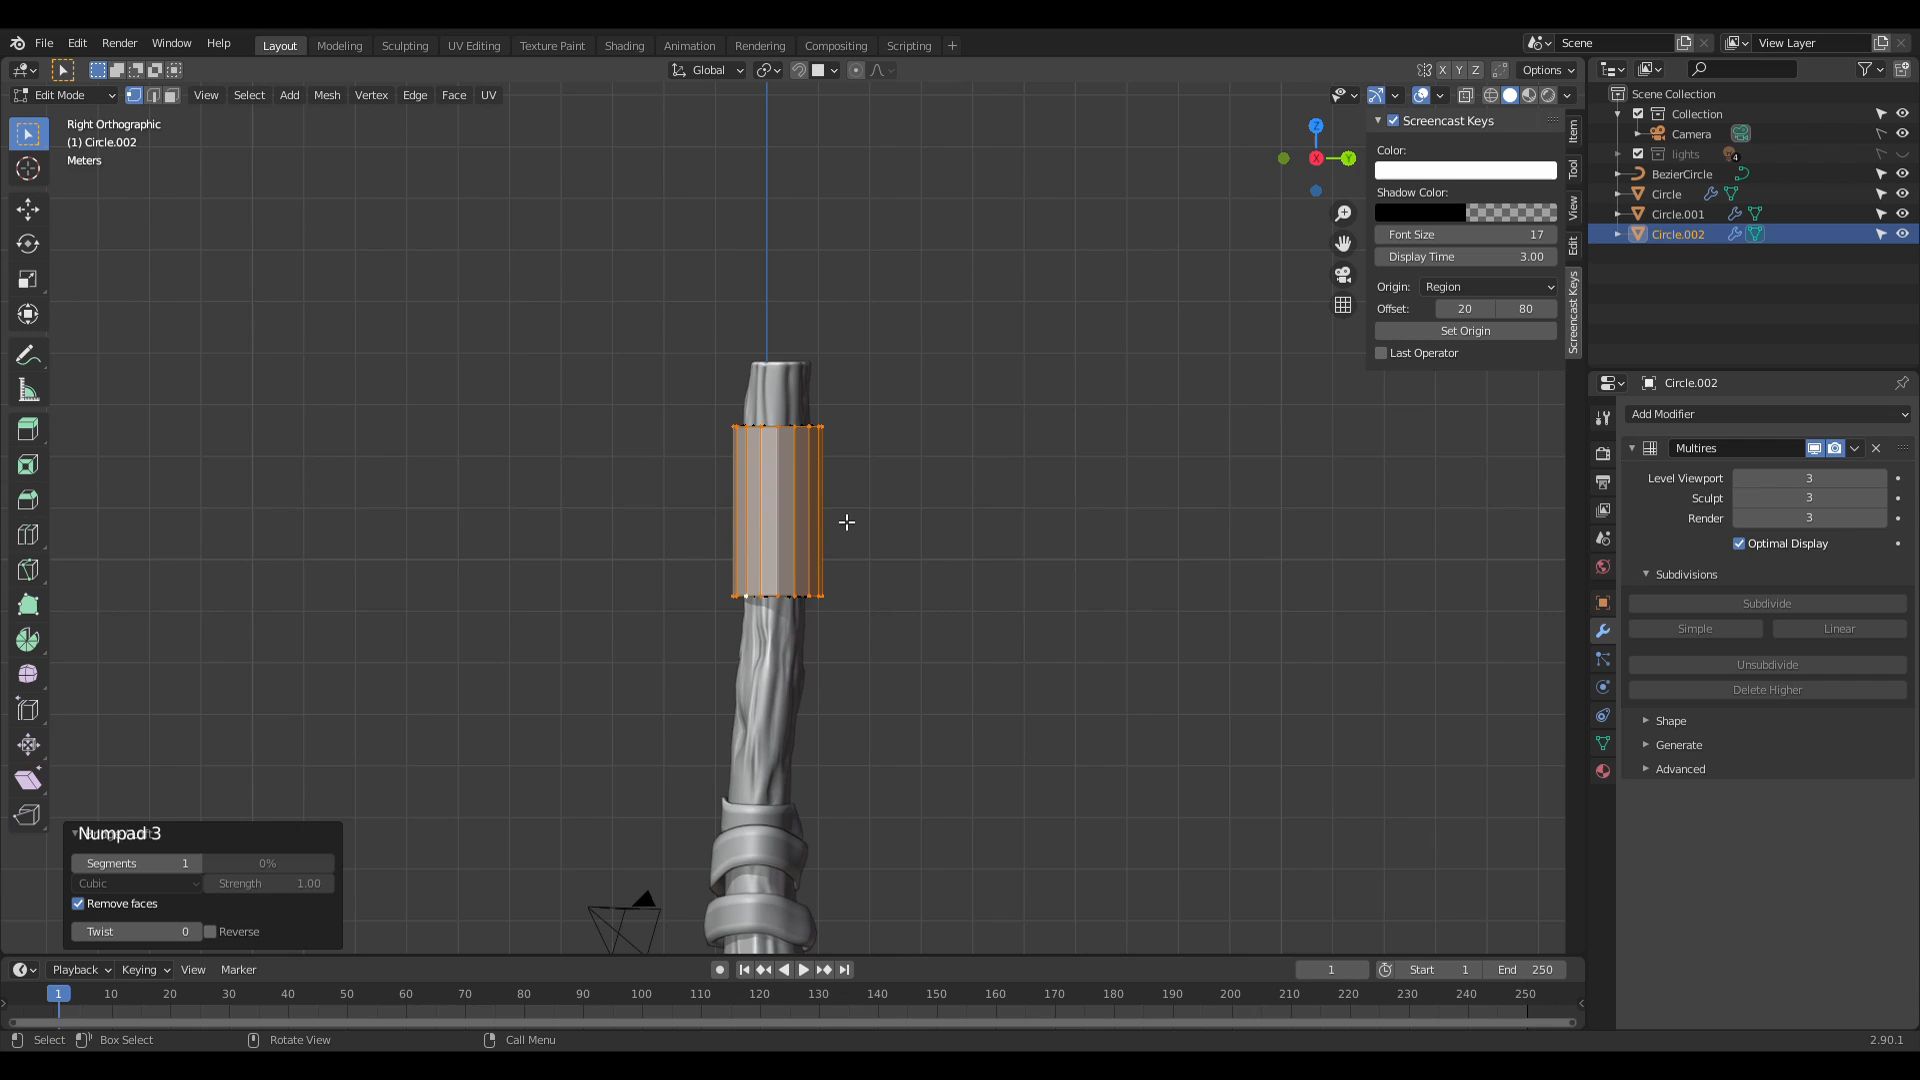 File Edit Render Window Help Layout Modeling Sculpting UV Editing Texture Paint Shading Animation Rendering Compositing Scripting + Scene View Layer
Global X Y Z Options
Edit Mode View Select Add Mesh Vertex Edge Face UV
Right Orthographic
(1) Circle.002
Meters
Z
X
Y
Screencast Keys
Color:
Shadow Color:
Font Size 17
Display Time 3.00
Origin: Region
Offset: 20 80
Set Origin
Last Operator
Item
Tool
View
Edit
Screencast Keys
Scene Collection
Collection
Camera
lights 4
BezierCircle
Circle
Circle.001
Circle.002
Circle.002
Add Modifier
Multires
Level Viewport 3
Sculpt 3
Render 3
Optimal Display
Subdivisions
Subdivide
Simple Linear
Unsubdivide
Delete Higher
Shape
Generate
Advanced
Numpad 3
Segments 1 0%
Cubic Strength 1.00
Remove faces
Twist 0 Reverse
Playback Keying View Marker 1 Start 1 End 250
1 10 20 30 40 50 60 70 80 90 100 110 120 130 140 150 160 170 180 190 200 210 220 230 240 250
Select Box Select Rotate View Call Menu 2.90.1